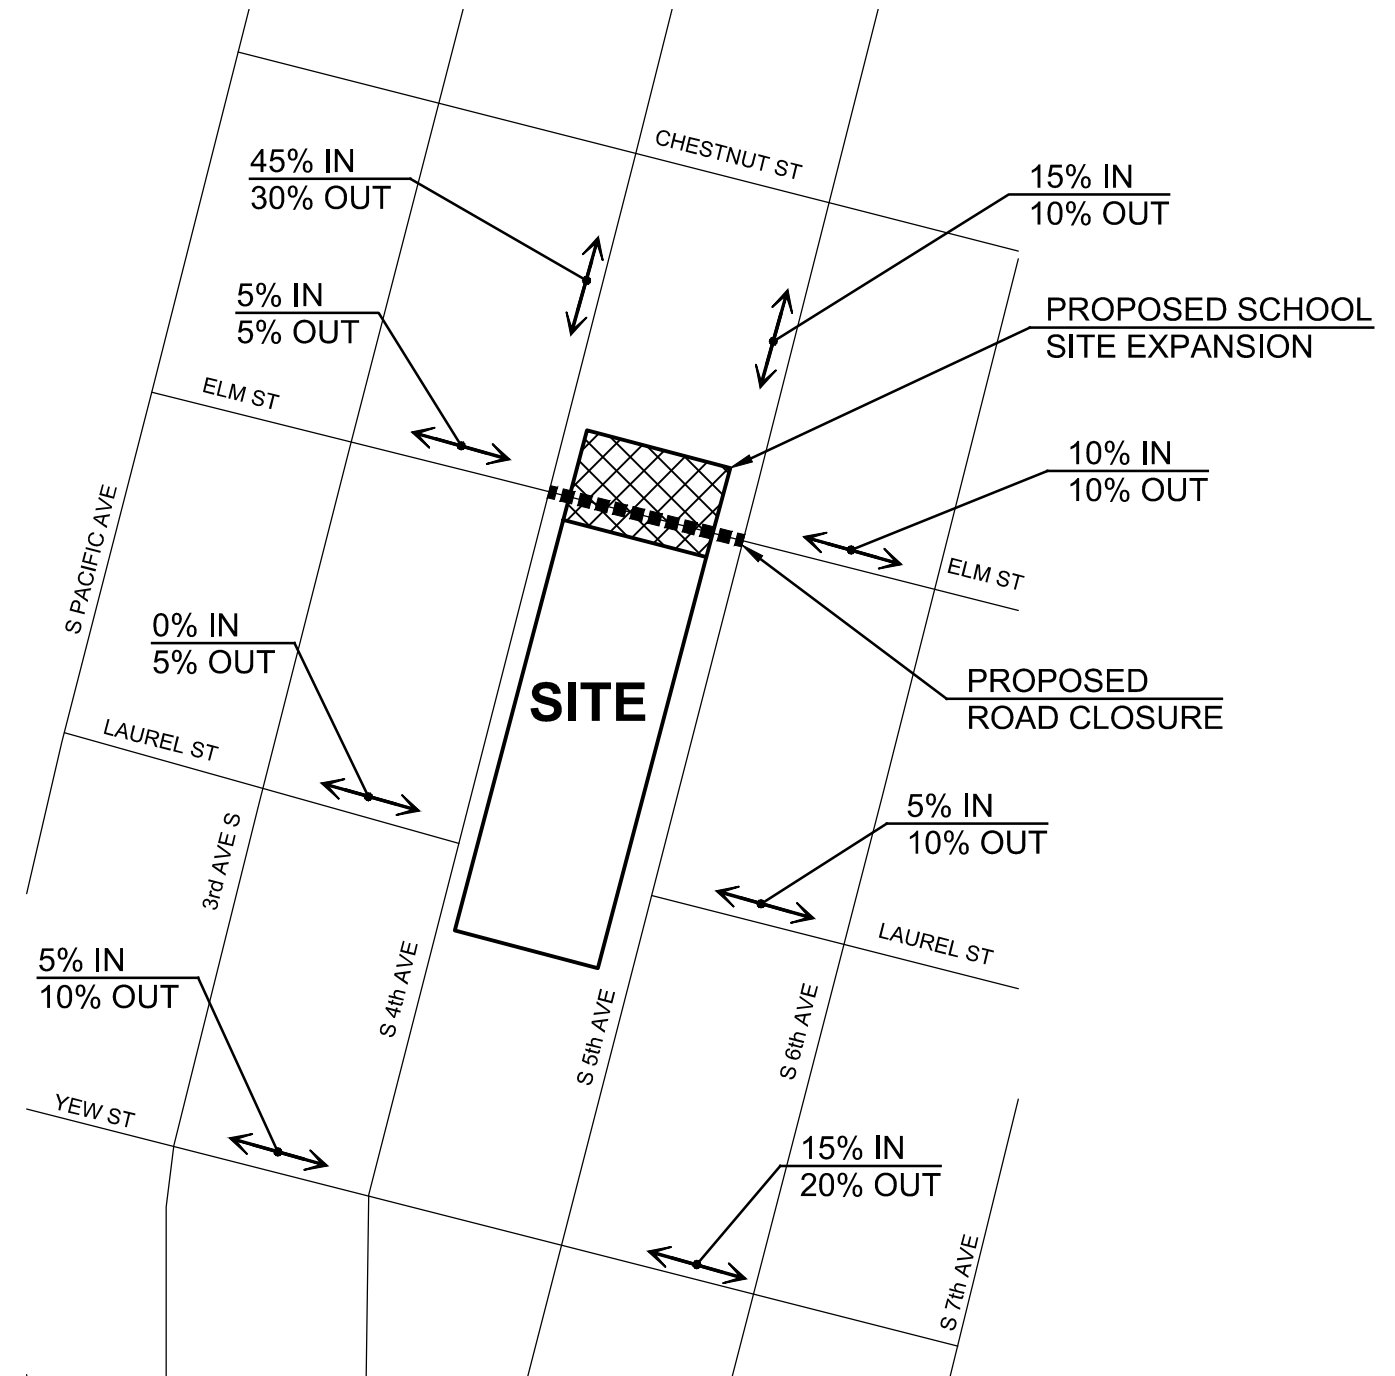 CHESTNUT ST
45% IN
30% OUT
15% IN
10% OUT
5% IN
5% OUT
PROPOSED SCHOOL
SITE EXPANSION
ELM ST
10% IN
10% OUT
S PACIFIC AVE
ELM ST
0% IN
5% OUT
SITE
PROPOSED
ROAD CLOSURE
LAUREL ST
5% IN
10% OUT
3rd AVE S
LAUREL ST
5% IN
10% OUT
S 4th AVE
S 5th AVE
S 6th AVE
YEW ST
15% IN
20% OUT
S 7th AVE